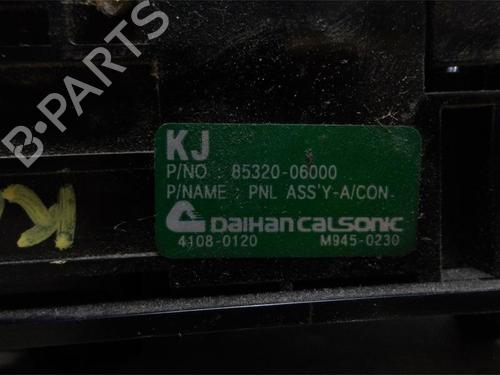 B-PARTS
KJ
P/NO : 85320-06000
P/NAME : PNL ASS'Y-A/CON
DAIHAN CALSONIC
4108-0120 M945-0230